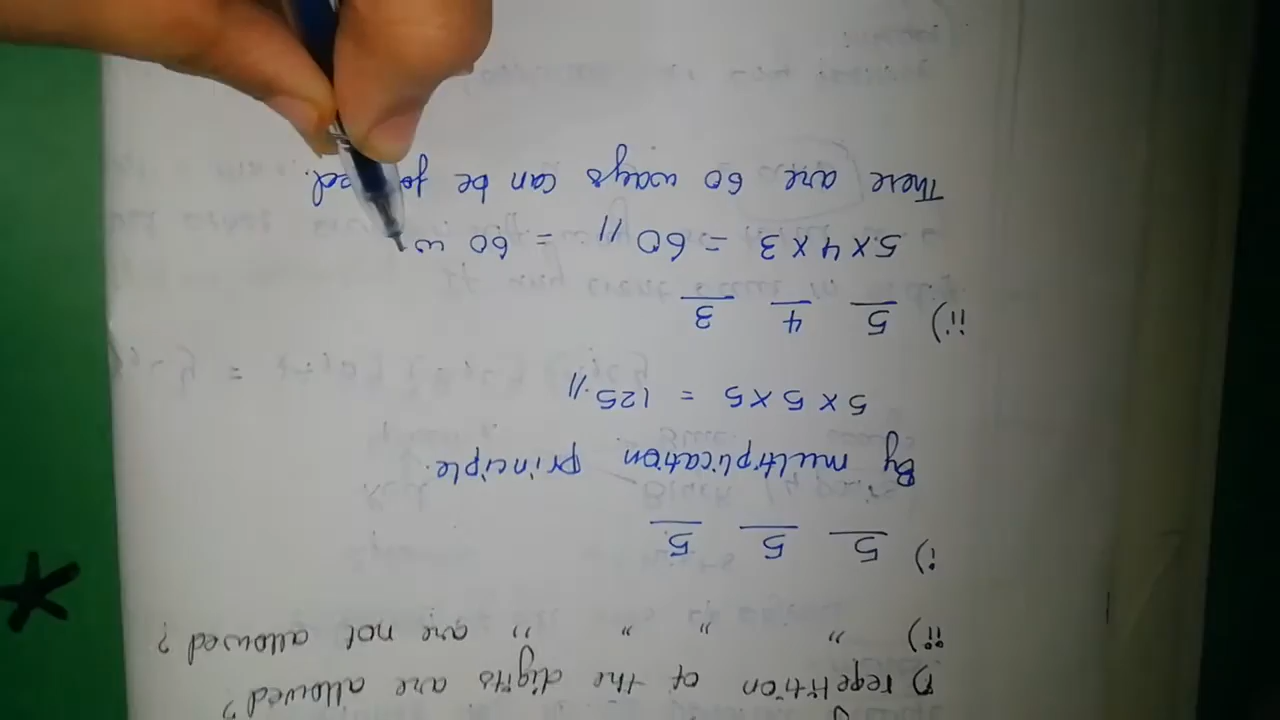 i) repetition of the digits are allowed?
ii) " " " " are not allowed?
i) 5 5 5
By multiplication principle.
5 × 5 × 5 = 125 //
ii) 5 4 3
5 × 4 × 3 = 60 // = 60 w
There are 60 ways can be